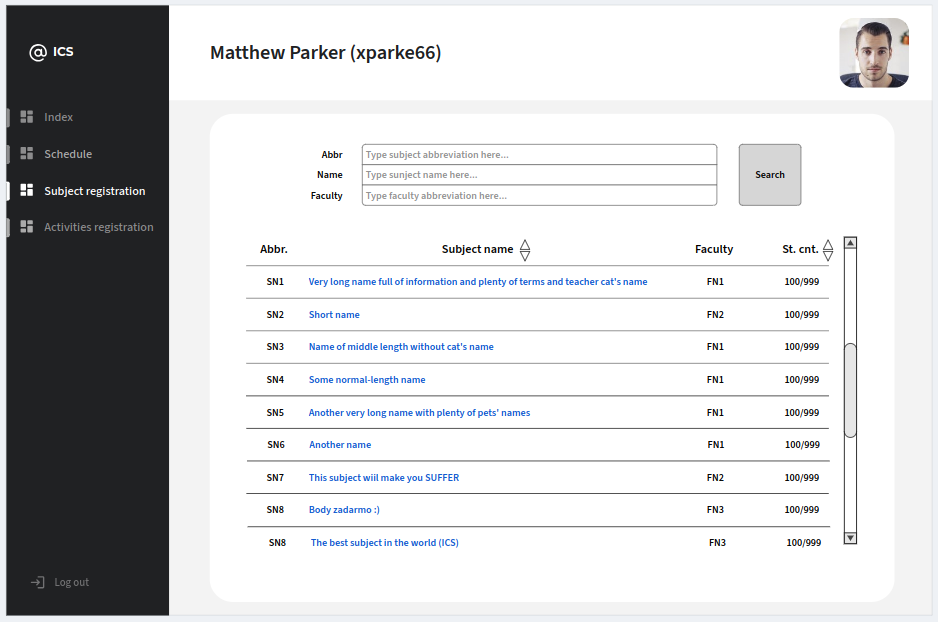 @ ICS
Matthew Parker (xparke66)
Index
Schedule
Subject registration
Activities registration
Log out
Abbr Type subject abbreviation here...
Name Type sunject name here...
Faculty Type faculty abbreviation here...
Search
Abbr. Subject name Faculty St. cnt.
SN1 Very long name full of information and plenty of terms and teacher cat's name FN1 100/999
SN2 Short name FN2 100/999
SN3 Name of middle length without cat's name FN1 100/999
SN4 Some normal-length name FN1 100/999
SN5 Another very long name with plenty of pets' names FN1 100/999
SN6 Another name FN1 100/999
SN7 This subject wiil make you SUFFER FN2 100/999
SN8 Body zadarmo :) FN3 100/999
SN8 The best subject in the world (ICS) FN3 100/999